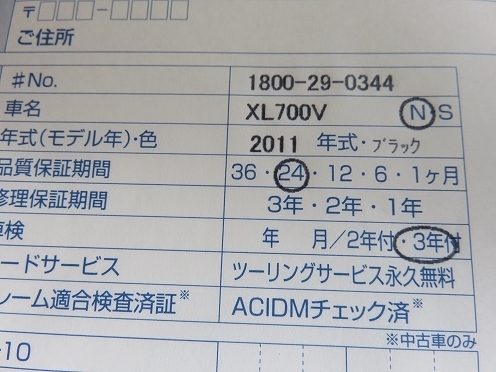 〒□□□-□□□□
ご住所
#No. 1800-29-0344
車名 XL700V N・S
年式(モデル年)・色 2011 年式・ブラック
品質保証期間 36・24・12・6・1ヶ月
修理保証期間 3年・2年・1年
車検 年 月/2年付・3年付
ードサービス ツーリングサービス永久無料
レーム適合検査済証※ ACIDMチェック済※
※中古車のみ
-10